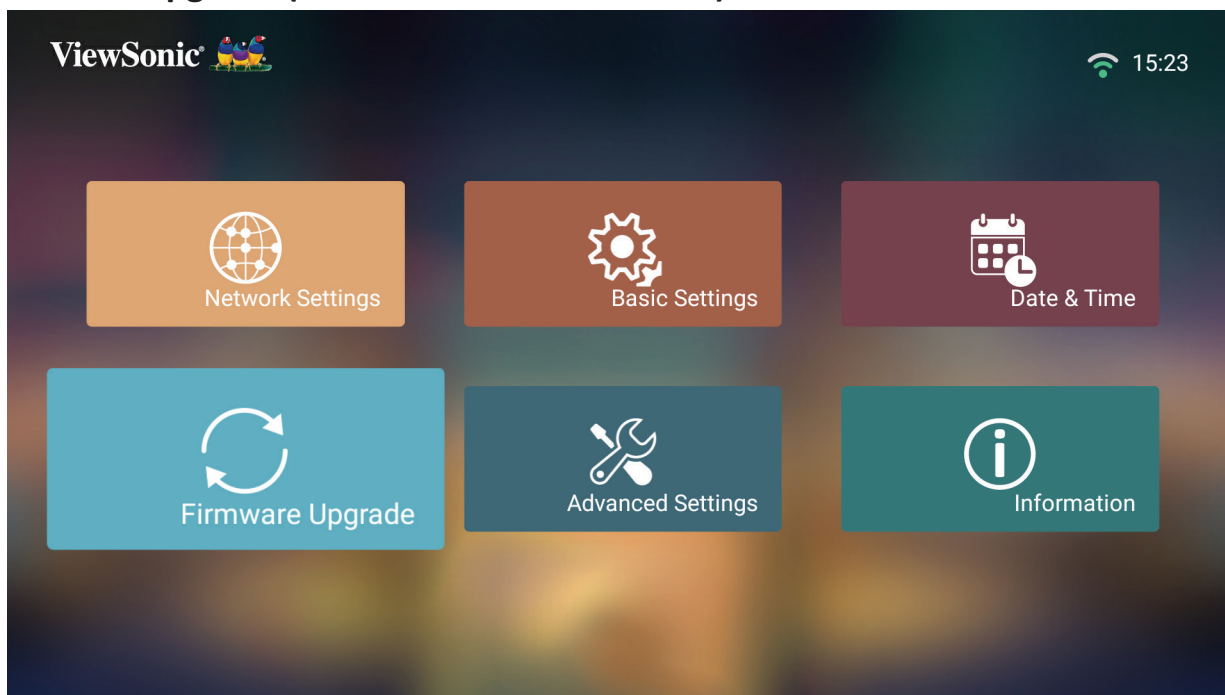 ViewSonic®
15:23
Network Settings
Basic Settings
Date & Time
Firmware Upgrade
Advanced Settings
Information